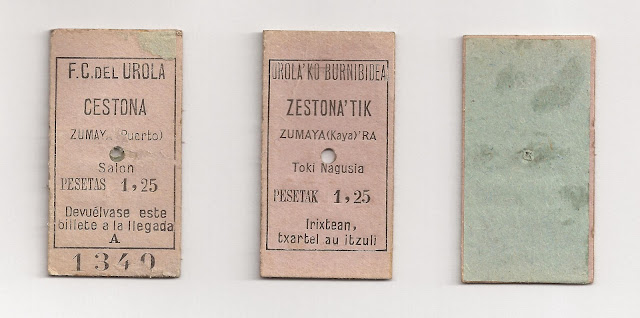 F.C. DEL UROLA
CESTONA
ZUMAY (Puerto)
Salon
PESETAS 1,25
Devuélvase este
billete a la llegada
A
1340
UROLA'KO BURNIBIDEA
ZESTONA'TIK
ZUMAYA (Kaya)'RA
Toki Nagusia
PESETAK 1,25
Irixtean,
txartel au itzuli